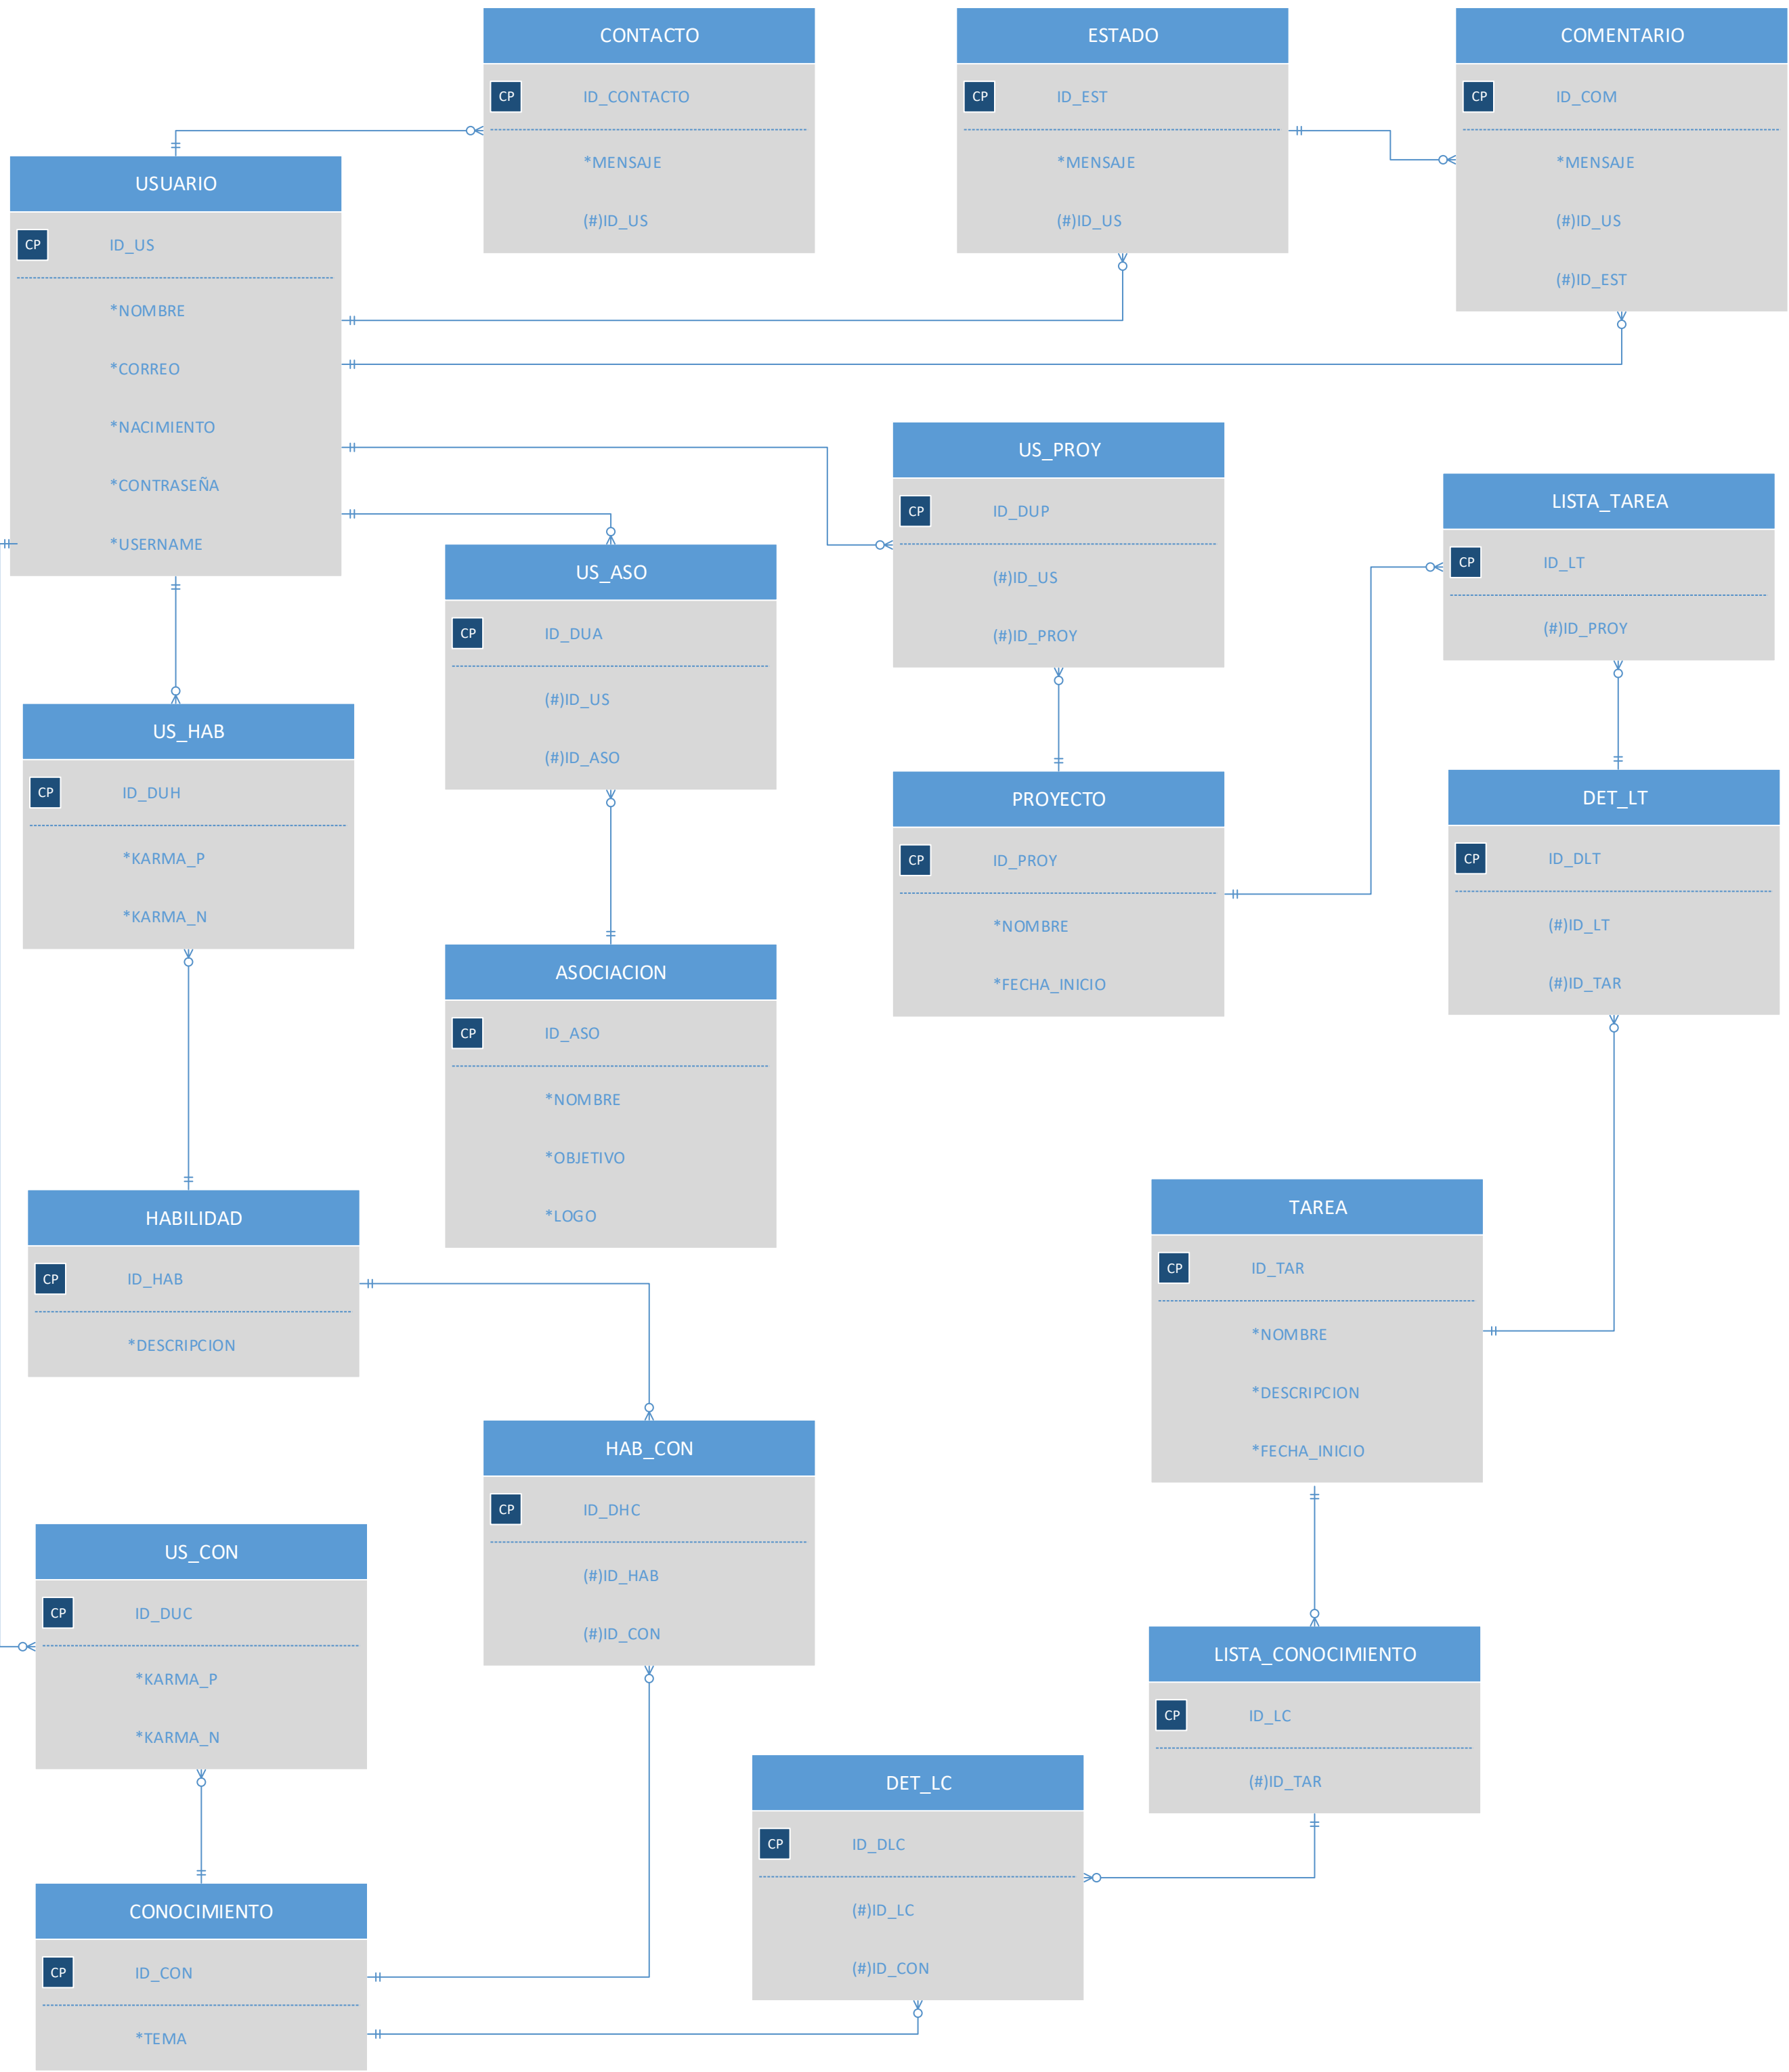 CONTACTO
CP ID_CONTACTO
*MENSAJE
(#)ID_US
ESTADO
CP ID_EST
*MENSAJE
(#)ID_US
COMENTARIO
CP ID_COM
*MENSAJE
(#)ID_US
(#)ID_EST
USUARIO
CP ID_US
*NOMBRE
*CORREO
*NACIMIENTO
*CONTRASEÑA
*USERNAME
US_PROY
CP ID_DUP
(#)ID_US
(#)ID_PROY
LISTA_TAREA
CP ID_LT
(#)ID_PROY
US_ASO
CP ID_DUA
(#)ID_US
(#)ID_ASO
US_HAB
CP ID_DUH
*KARMA_P
*KARMA_N
PROYECTO
CP ID_PROY
*NOMBRE
*FECHA_INICIO
DET_LT
CP ID_DLT
(#)ID_LT
(#)ID_TAR
ASOCIACION
CP ID_ASO
*NOMBRE
*OBJETIVO
*LOGO
HABILIDAD
CP ID_HAB
*DESCRIPCION
TAREA
CP ID_TAR
*NOMBRE
*DESCRIPCION
*FECHA_INICIO
HAB_CON
CP ID_DHC
(#)ID_HAB
(#)ID_CON
US_CON
CP ID_DUC
*KARMA_P
*KARMA_N
LISTA_CONOCIMIENTO
CP ID_LC
(#)ID_TAR
DET_LC
CP ID_DLC
(#)ID_LC
(#)ID_CON
CONOCIMIENTO
CP ID_CON
*TEMA